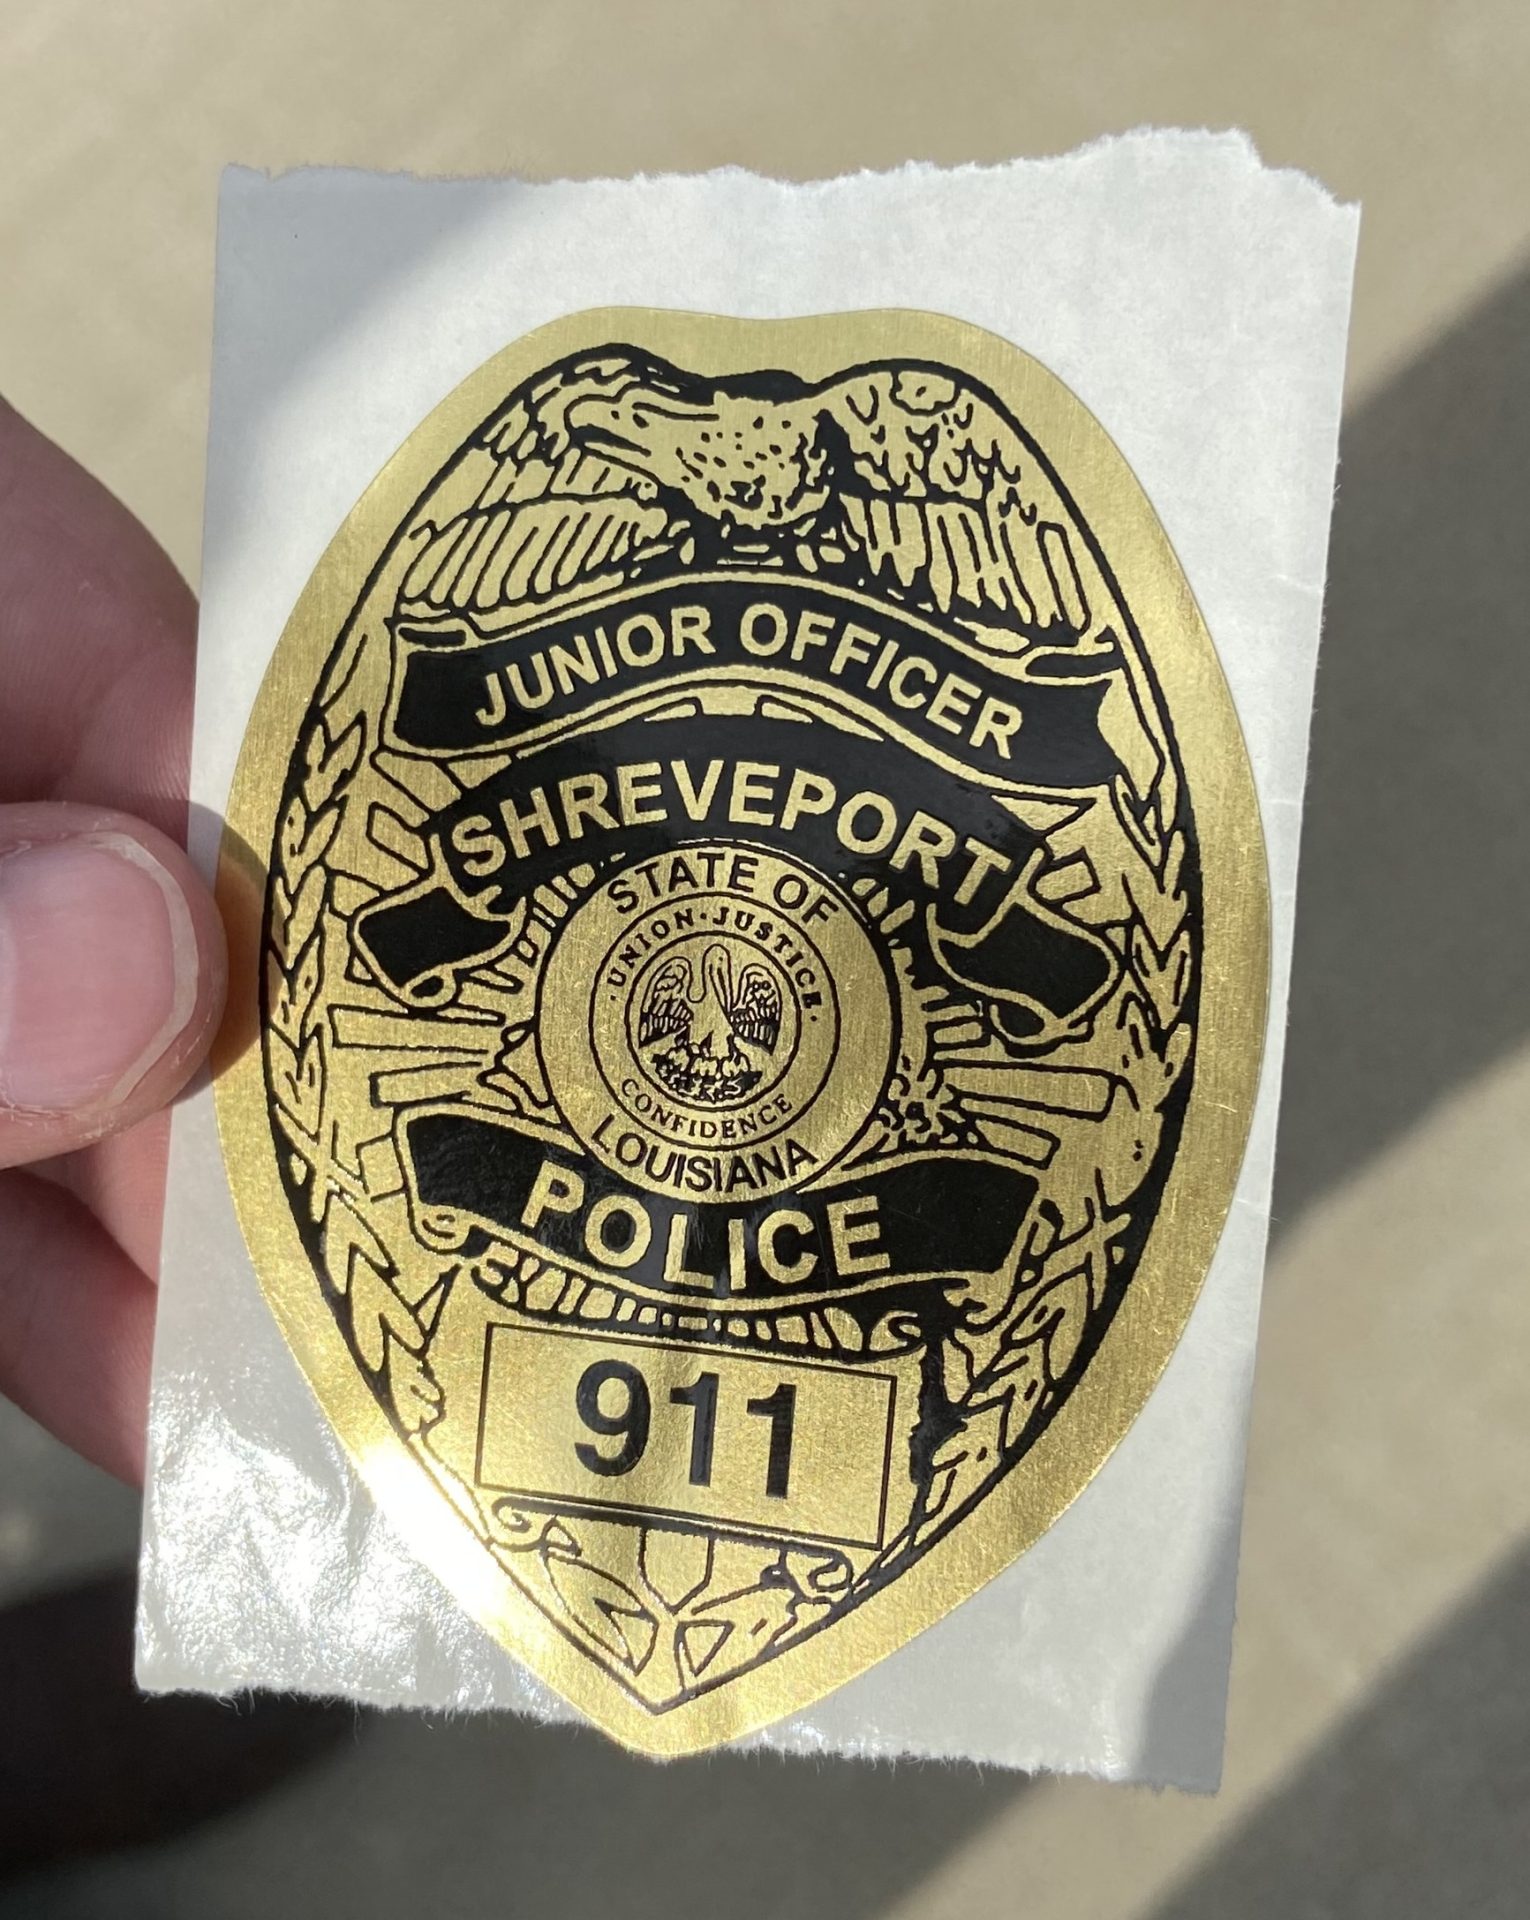 JUNIOR OFFICER
SHREVEPORT
STATE OF
UNION · JUSTICE
CONFIDENCE
LOUISIANA
POLICE
911